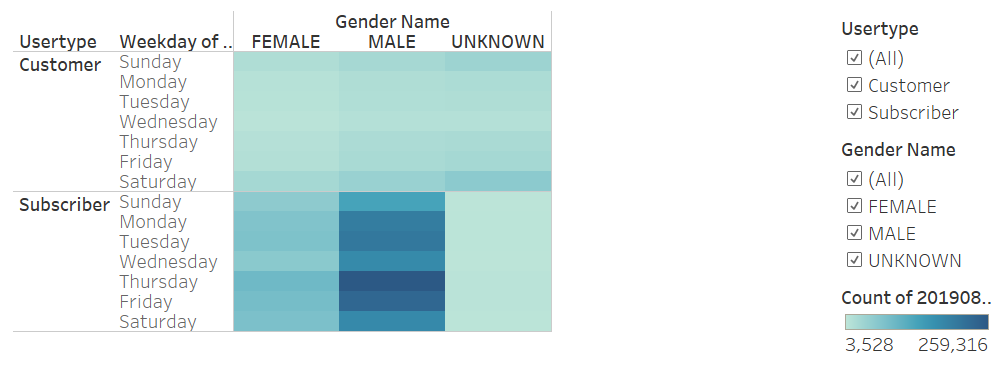 Gender Name
Usertype Weekday of .. FEMALE MALE UNKNOWN
Customer Sunday
Monday
Tuesday
Wednesday
Thursday
Friday
Saturday
Subscriber Sunday
Monday
Tuesday
Wednesday
Thursday
Friday
Saturday
Usertype
(All)
Customer
Subscriber
Gender Name
(All)
FEMALE
MALE
UNKNOWN
Count of 201908..
3,528 259,316